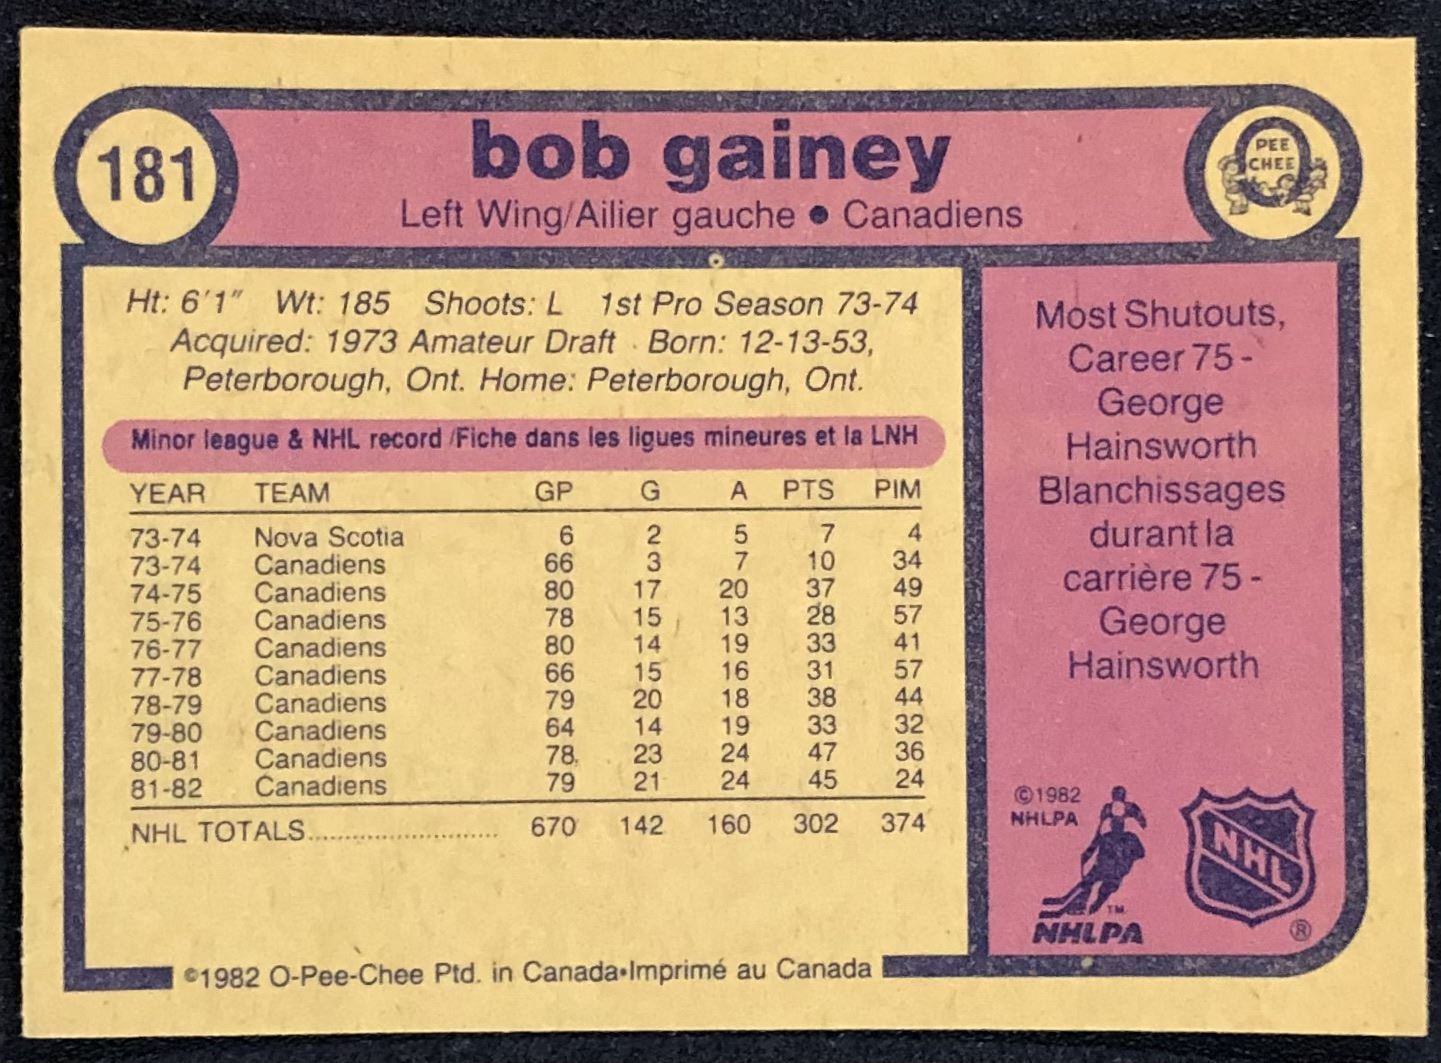 181
bob gainey
Left Wing/Ailier gauche • Canadiens
O
PEE
CHEE
Ht: 6'1" Wt: 185 Shoots: L 1st Pro Season 73-74
Acquired: 1973 Amateur Draft Born: 12-13-53,
Peterborough, Ont. Home: Peterborough, Ont.
Minor league & NHL record/Fiche dans les ligues mineures et la LNH
YEAR TEAM GP G A PTS PIM
73-74 Nova Scotia 6 2 5 7 4
73-74 Canadiens 66 3 7 10 34
74-75 Canadiens 80 17 20 37 49
75-76 Canadiens 78 15 13 28 57
76-77 Canadiens 80 14 19 33 41
77-78 Canadiens 66 15 16 31 57
78-79 Canadiens 79 20 18 38 44
79-80 Canadiens 64 14 19 33 32
80-81 Canadiens 78 23 24 47 36
81-82 Canadiens 79 21 24 45 24
NHL TOTALS........................ 670 142 160 302 374
Most Shutouts,
Career 75 -
George
Hainsworth
Blanchissages
durant la
carrière 75 -
George
Hainsworth
©1982
NHLPA
TM
NHLPA
NHL
®
©1982 O-Pee-Chee Ptd. in Canada•Imprimé au Canada